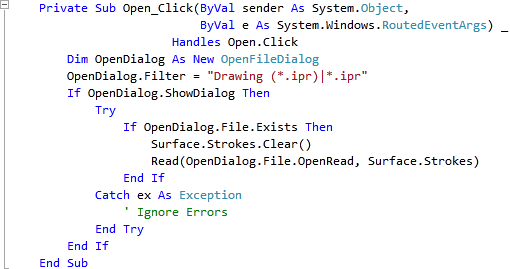 Private Sub Open_Click(ByVal sender As System.Object,
ByVal e As System.Windows.RoutedEventArgs) _
Handles Open.Click
Dim OpenDialog As New OpenFileDialog
OpenDialog.Filter = "Drawing (*.ipr)|*.ipr"
If OpenDialog.ShowDialog Then
Try
If OpenDialog.File.Exists Then
Surface.Strokes.Clear()
Read(OpenDialog.File.OpenRead, Surface.Strokes)
End If
Catch ex As Exception
' Ignore Errors
End Try
End If
End Sub